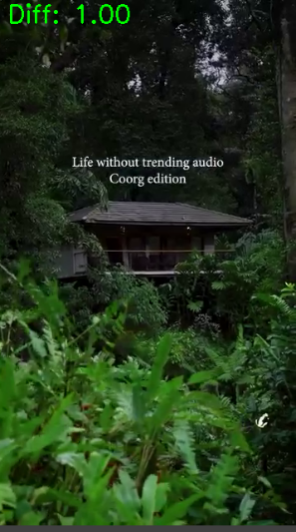 Diff: 1.00
Life without trending audio
Coorg edition